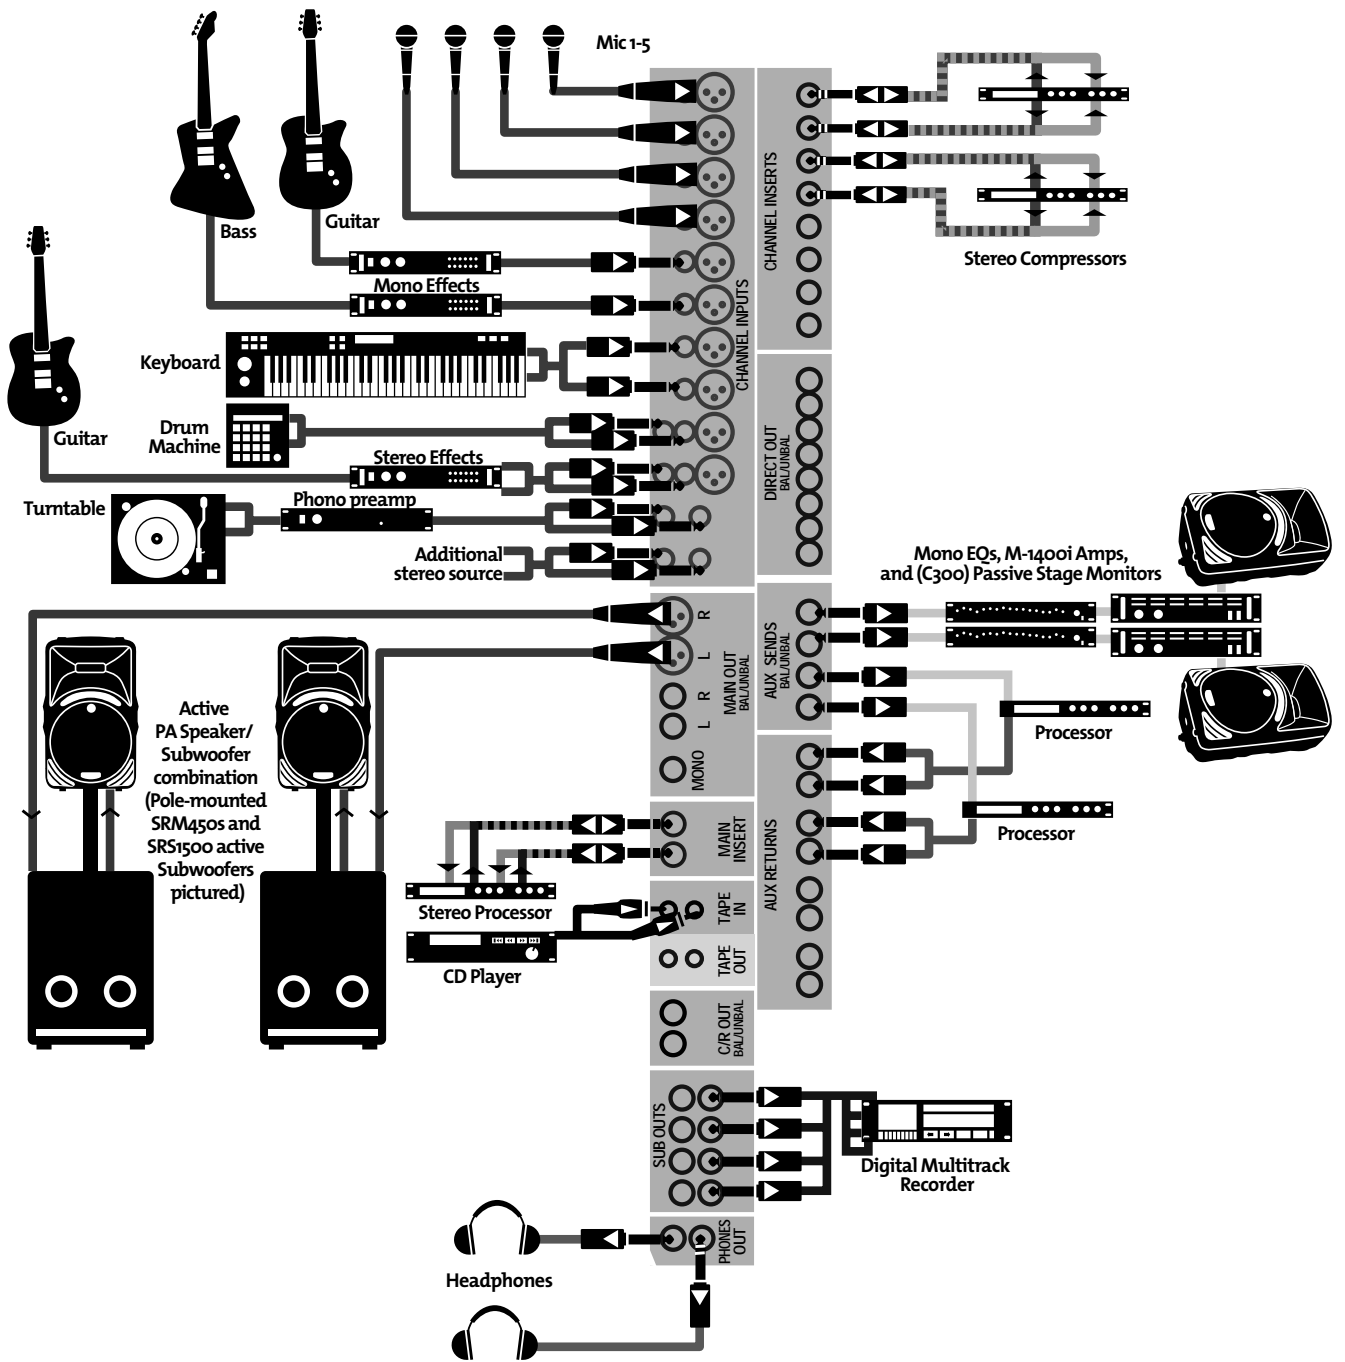 Mic 1-5
Bass
Guitar
Mono Effects
Keyboard
Guitar
Drum
Machine
Stereo Effects
Turntable
Phono preamp
Additional
stereo source
CHANNEL INPUTS
CHANNEL INSERTS
Stereo Compressors
DIRECT OUT
BAL/UNBAL
Mono EQs, M-1400i Amps,
and (C300) Passive Stage Monitors
AUX SENDS
BAL/UNBAL
Processor
Processor
AUX RETURNS
R
L
R
L
MONO
MAIN OUT
BAL/UNBAL
Active
PA Speaker/
Subwoofer
combination
(Pole-mounted
SRM450s and
SRS1500 active
Subwoofers
pictured)
MAIN
INSERT
Stereo Processor
TAPE
IN
CD Player
TAPE
OUT
C/R OUT
BAL/UNBAL
SUB OUTS
Digital Multitrack
Recorder
PHONES
OUT
Headphones